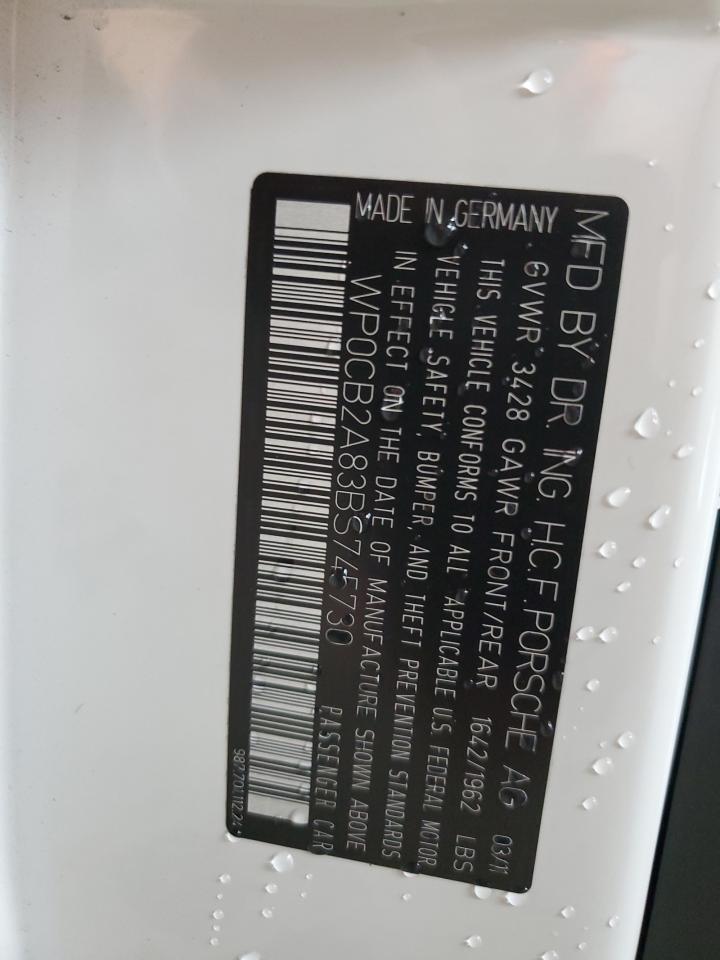 MFD BY DR. ING H.C.F. PORSCHE AG 03/11
GVWR 3428 GAWR FRONT/REAR 1642/1962 LBS
THIS VEHICLE CONFORMS TO ALL APPLICABLE U.S. FEDERAL MOTOR
VEHICLE SAFETY, BUMPER, AND THEFT PREVENTION STANDARDS
IN EFFECT ON THE DATE OF MANUFACTURE SHOWN ABOVE
MADE IN GERMANY WP0CB2A83BS745730 PASSENGER CAR